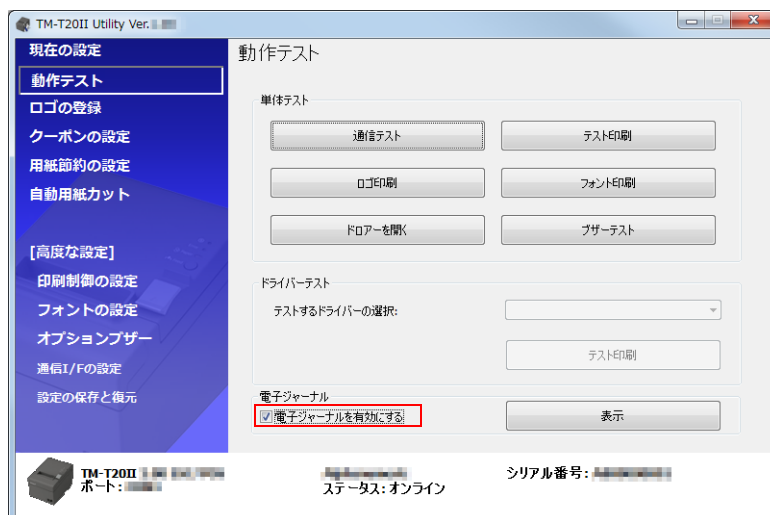 TM-T20II Utility Ver.
現在の設定
動作テスト
ロゴの登録
クーポンの設定
用紙節約の設定
自動用紙カット
[高度な設定]
印刷制御の設定
フォントの設定
オプションブザー
通信I/Fの設定
設定の保存と復元
動作テスト
単体テスト
通信テスト
テスト印刷
ロゴ印刷
フォント印刷
ドロアーを開く
ブザーテスト
ドライバーテスト
テストするドライバーの選択:
テスト印刷
電子ジャーナル
電子ジャーナルを有効にする
表示
TM-T20II
ポート:
ステータス: オンライン
シリアル番号: